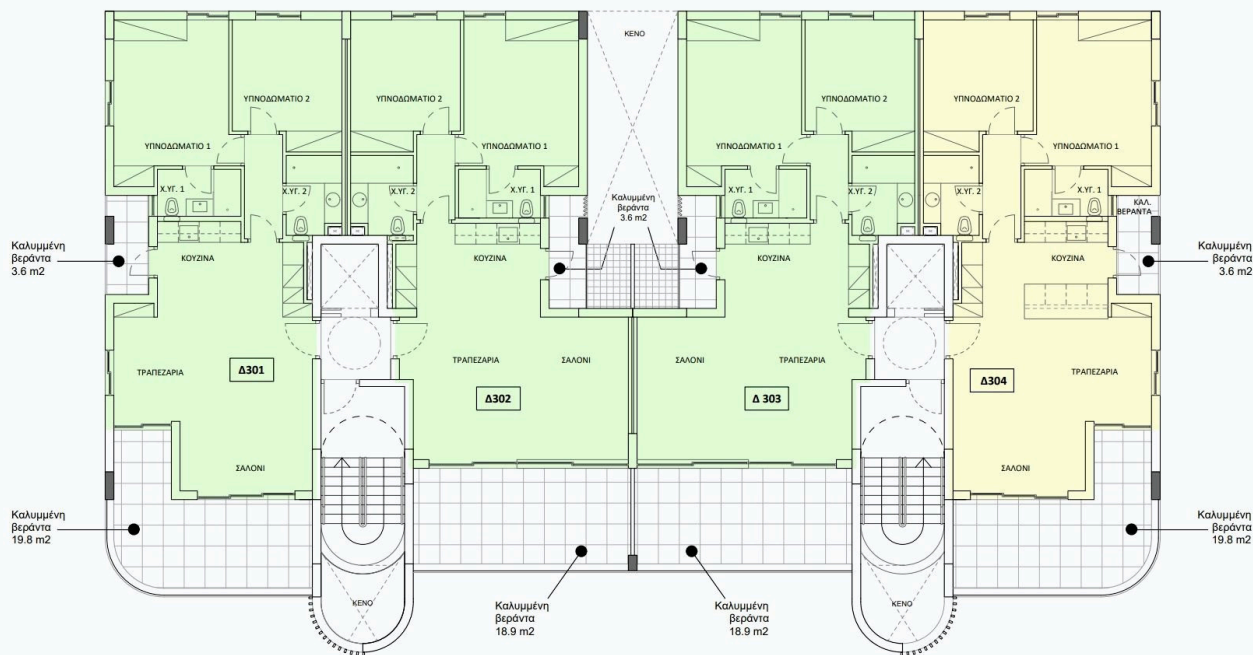 ΚΕΝΟ
ΥΠΝΟΔΩΜΑΤΙΟ 2
ΥΠΝΟΔΩΜΑΤΙΟ 2
ΥΠΝΟΔΩΜΑΤΙΟ 2
ΥΠΝΟΔΩΜΑΤΙΟ 2
ΥΠΝΟΔΩΜΑΤΙΟ 1
ΥΠΝΟΔΩΜΑΤΙΟ 1
ΥΠΝΟΔΩΜΑΤΙΟ 1
ΥΠΝΟΔΩΜΑΤΙΟ 1
Χ.ΥΓ. 1
Χ.ΥΓ. 2
Χ.ΥΓ. 2
Χ.ΥΓ. 1
Χ.ΥΓ. 1
Χ.ΥΓ. 2
Χ.ΥΓ. 2
Χ.ΥΓ. 1
Καλυμμένη
βεράντα
3.6 m2
ΚΑΛ.
ΒΕΡΑΝΤΑ
Καλυμμένη
βεράντα
3.6 m2
ΚΟΥΖΙΝΑ
ΚΟΥΖΙΝΑ
ΚΟΥΖΙΝΑ
ΚΟΥΖΙΝΑ
Καλυμμένη
βεράντα
3.6 m2
ΤΡΑΠΕΖΑΡΙΑ
Δ301
ΤΡΑΠΕΖΑΡΙΑ
ΣΑΛΟΝΙ
Δ302
ΣΑΛΟΝΙ
ΤΡΑΠΕΖΑΡΙΑ
Δ 303
Δ304
ΤΡΑΠΕΖΑΡΙΑ
ΣΑΛΟΝΙ
ΣΑΛΟΝΙ
Καλυμμένη
βεράντα
19.8 m2
Καλυμμένη
βεράντα
19.8 m2
ΚΕΝΟ
Καλυμμένη
βεράντα
18.9 m2
Καλυμμένη
βεράντα
18.9 m2
ΚΕΝΟ